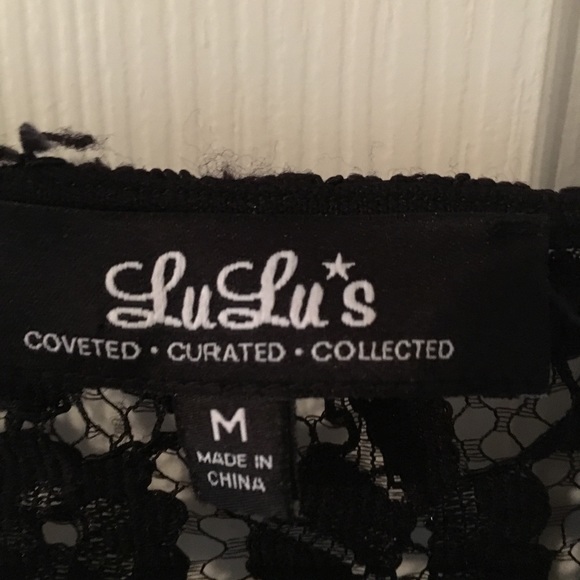 LuLu's
COVETED • CURATED • COLLECTED
M
MADE IN
CHINA